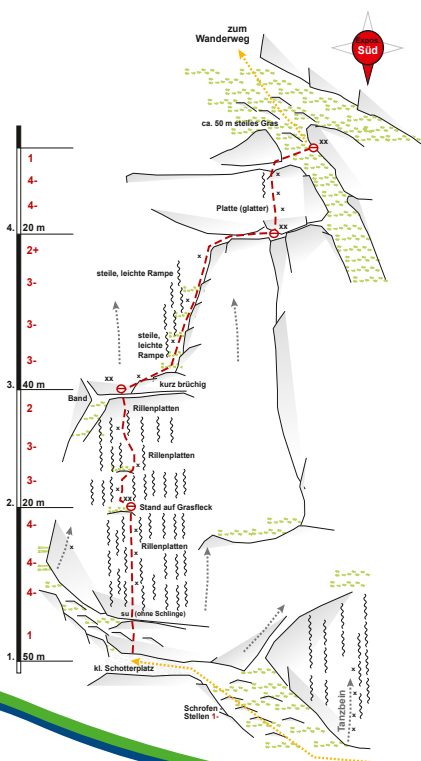 zum
Wanderweg
Expos.
Süd
ca. 50 m steiles Gras
xx
1
x
4-
x
4-
Platte (glatter)
x
xx
4.
20 m
2+
x
steile, leichte Rampe
3-
x
3-
steile,
leichte
Rampe
x
3-
xx
x
kurz brüchig
3.
40 m
Band
2
Rillenplatten
x
3-
Rillenplatten
x
3-
x
xx
2.
20 m
Stand auf Grasfleck
4-
x
Rillenplatten
x
4-
x
4-
su
(ohne Schlinge)
1
1.
50 m
kl. Schotterplatz
x
x
x
x
Schrofen
Stellen 1-
Tanzbein